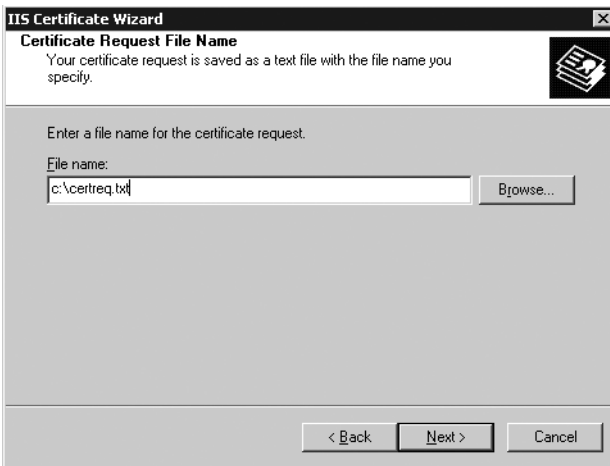 IIS Certificate Wizard
Certificate Request File Name
Your certificate request is saved as a text file with the file name you
specify.
Enter a file name for the certificate request.
File name:
c:\certreq.txt
Browse...
< Back
Next >
Cancel